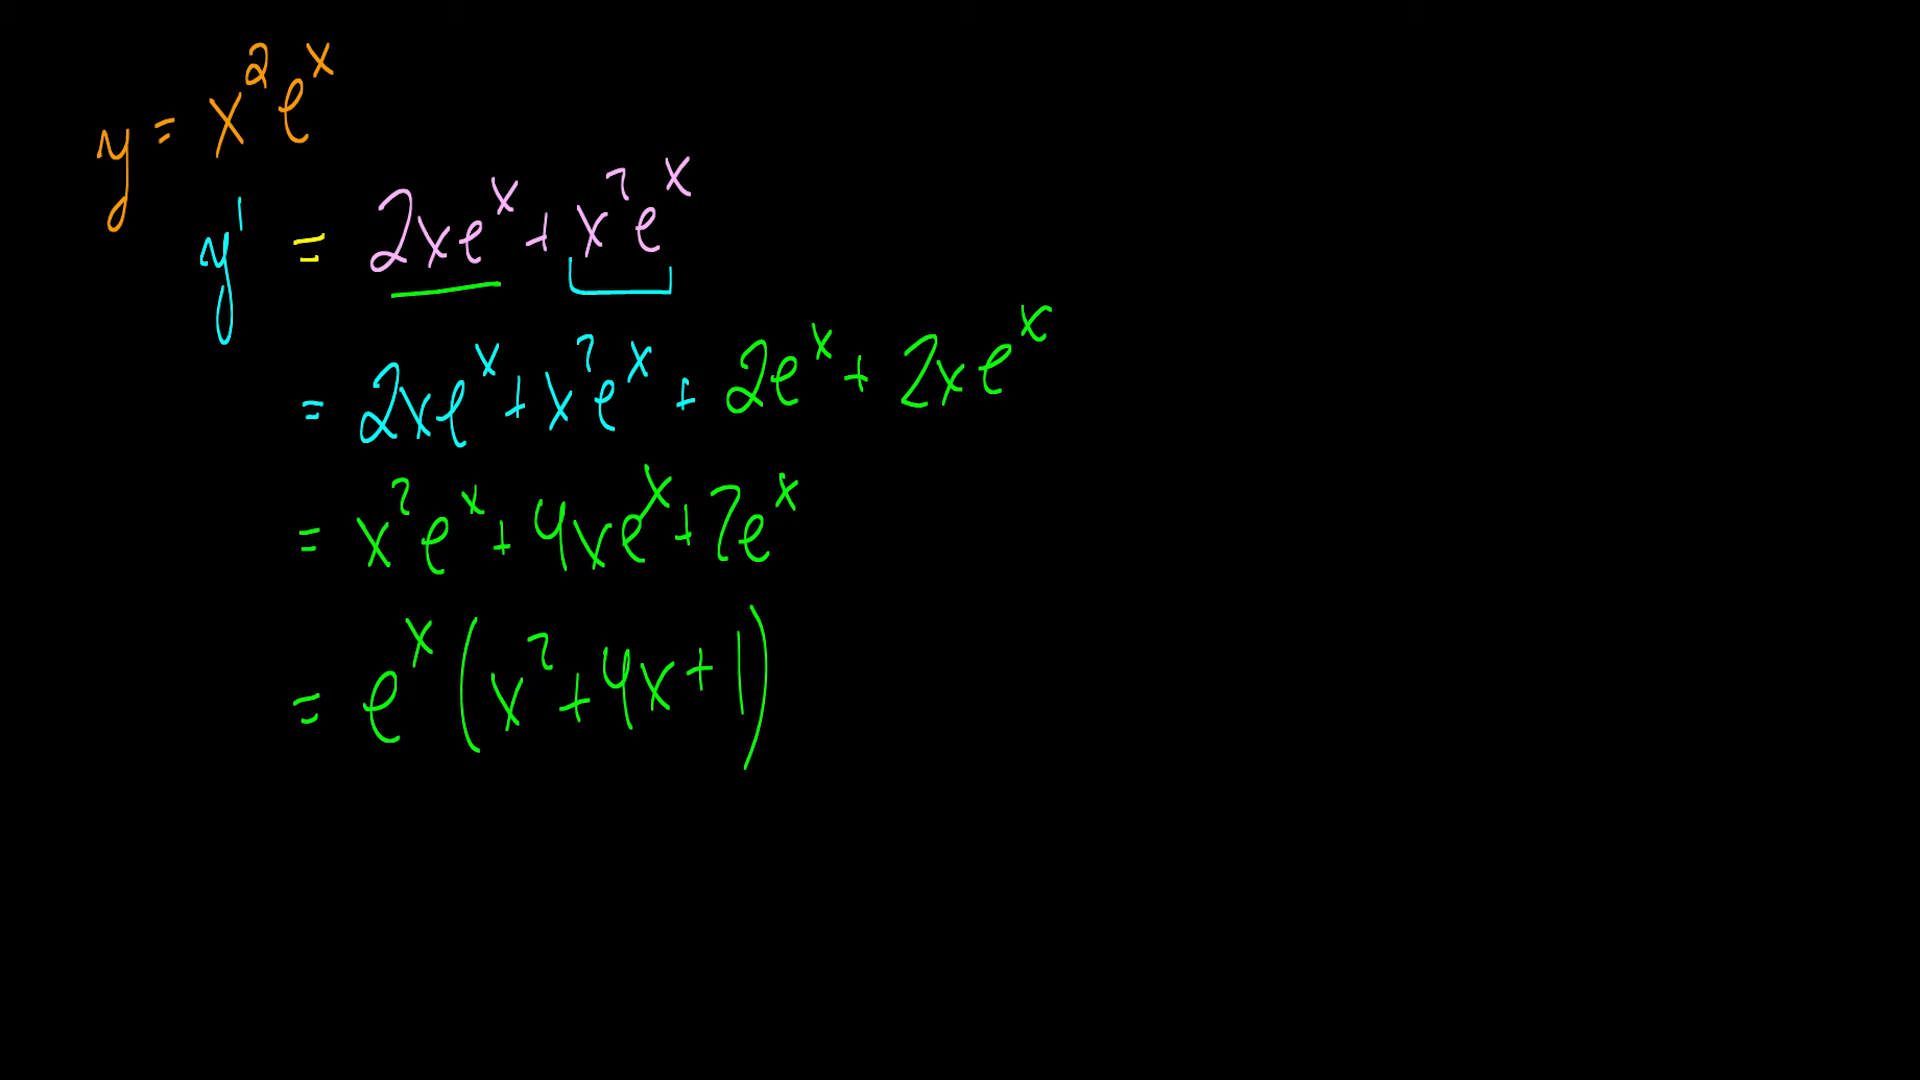 y = x²eˣ
y' = 2xeˣ + x²eˣ
= 2xeˣ + x²eˣ + 2eˣ + 2xeˣ
= x²eˣ + 4xeˣ + 2eˣ
= eˣ(x² + 4x + 1)